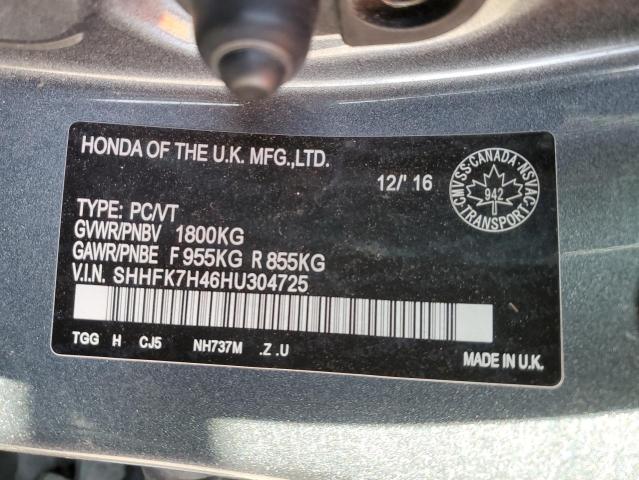 HONDA OF THE U.K. MFG.,LTD.
12/' 16
CMVSS-CANADA-NSVAC
942
TRANSPORT
TYPE: PC/VT
GVWR/PNBV 1800KG
GAWR/PNBE F 955KG R 855KG
V.I.N. SHHFK7H46HU304725
TGG H CJ5 NH737M .Z .U
MADE IN U.K.